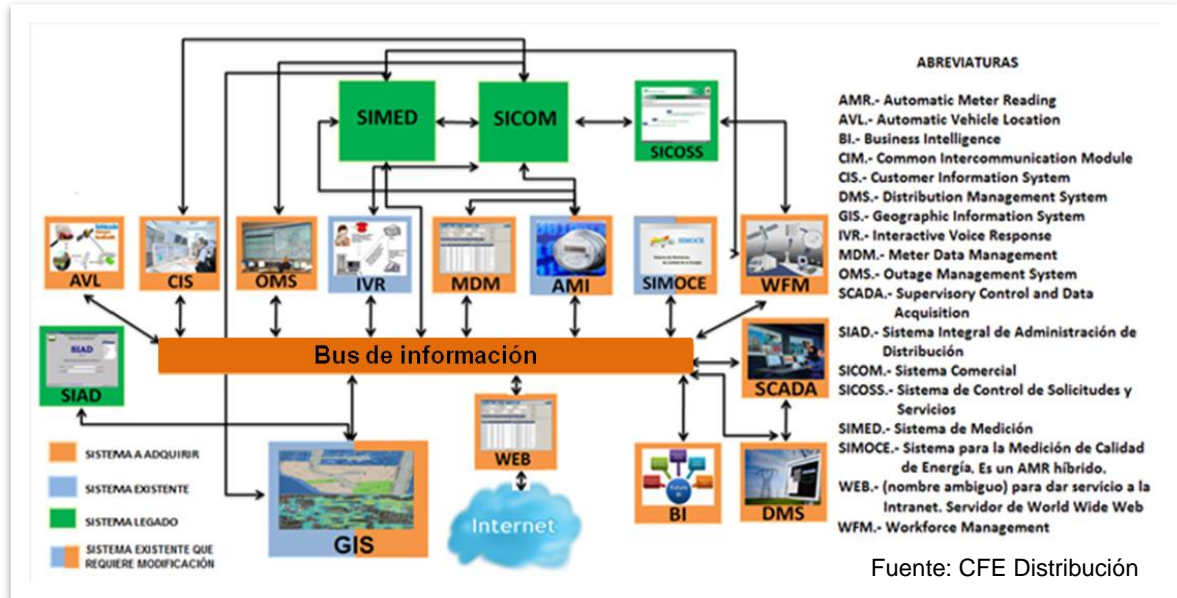 SIMED
SICOM
SICOSS
AVL
CIS
OMS
IVR
MDM
AMI
SIMOCE
SIMOCE
WFM
Bus de información
SIAD
SIAD
SCADA
WEB
Internet
GIS
BI
DMS
SISTEMA A ADQUIRIR
SISTEMA EXISTENTE
SISTEMA LEGADO
SISTEMA EXISTENTE QUE
REQUIERE MODIFICACIÓN
ABREVIATURAS
AMR.- Automatic Meter Reading
AVL.- Automatic Vehicle Location
BI.- Business Intelligence
CIM.- Common Intercommunication Module
CIS.- Customer Information System
DMS.- Distribution Management System
GIS.- Geographic Information System
IVR.- Interactive Voice Response
MDM.- Meter Data Management
OMS.- Outage Management System
SCADA.- Supervisory Control and Data
Acquisition
SIAD.- Sistema Integral de Administración de
Distribución
SICOM.- Sistema Comercial
SICOSS.- Sistema de Control de Solicitudes y
Servicios
SIMED.- Sistema de Medición
SIMOCE.- Sistema para la Medición de Calidad
de Energía. Es un AMR híbrido.
WEB.- (nombre ambiguo) para dar servicio a la
Intranet. Servidor de World Wide Web
WFM.- Workforce Management
Fuente: CFE Distribución